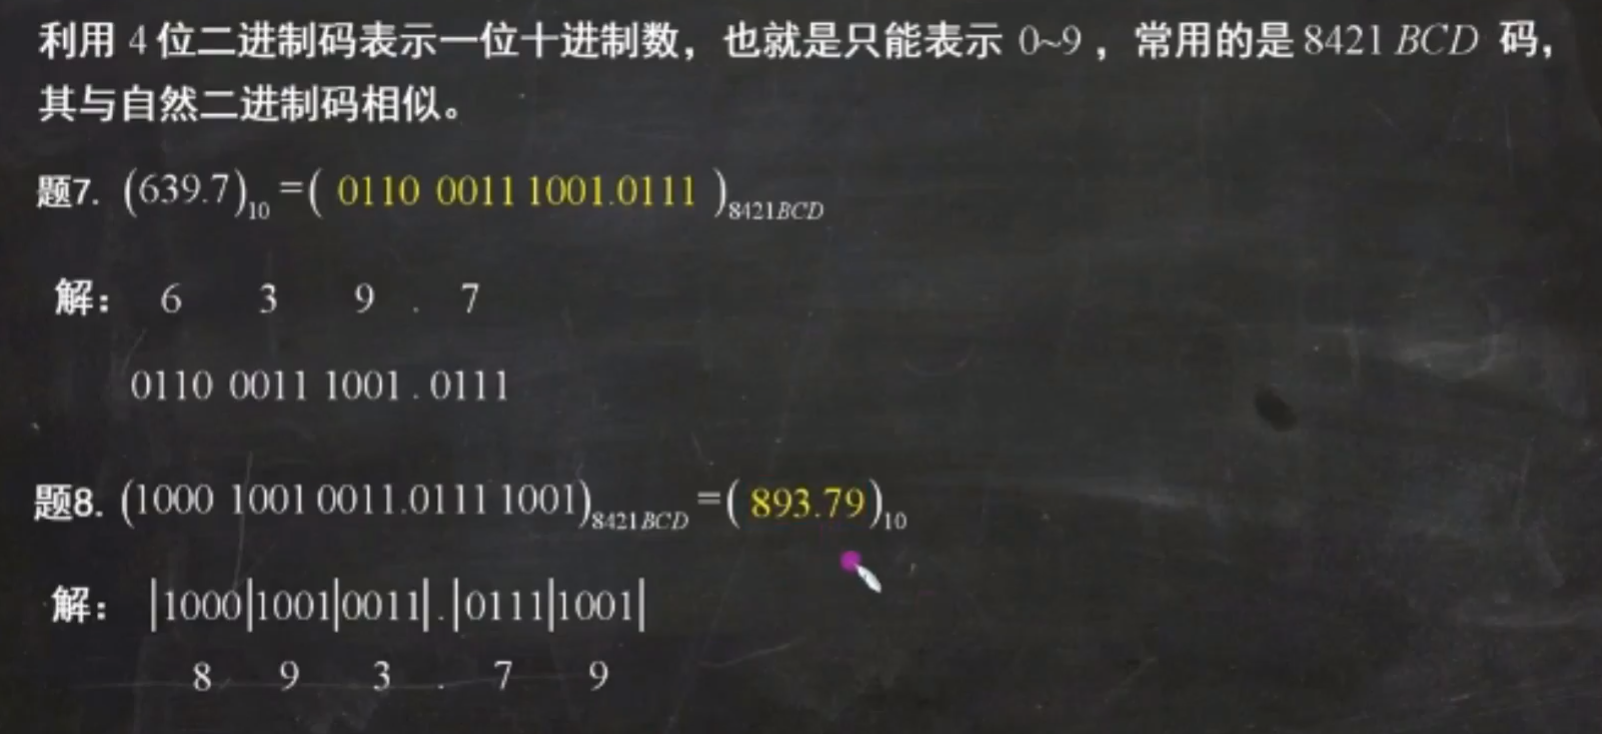 利用 4 位二进制码表示一位十进制数，也就是只能表示 0~9 ，常用的是 8421 BCD 码，
其与自然二进制码相似。
题7. (639.7)₁₀ =( 0110 0011 1001.0111 )₈₄₂₁BCD
解： 6 3 9 . 7
0110 0011 1001 . 0111
题8. (1000 1001 0011.0111 1001)₈₄₂₁BCD =( 893.79)₁₀
解： |1000|1001|0011| . |0111|1001|
8 9 3 . 7 9